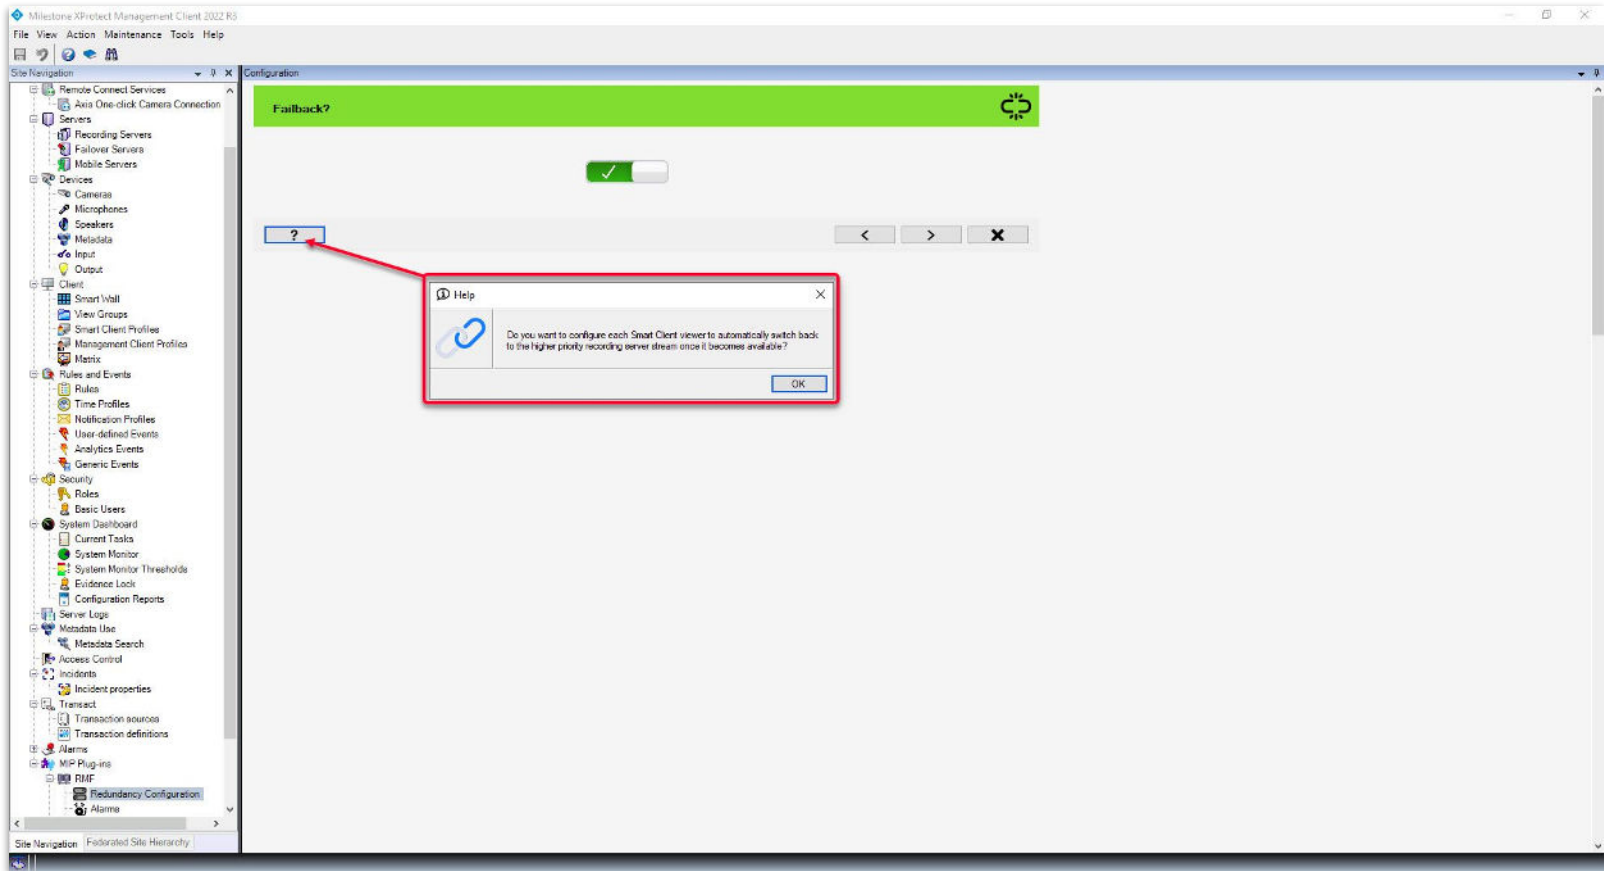 Milestone XProtect Management Client 2022 R3
File View Action Maintenance Tools Help
Site Navigation
Configuration
Remote Connect Services
Axis One-click Camera Connection
Servers
Recording Servers
Failover Servers
Mobile Servers
Devices
Cameras
Microphones
Speakers
Metadata
Input
Output
Client
Smart Wall
View Groups
Smart Client Profiles
Management Client Profiles
Matrix
Rules and Events
Rules
Time Profiles
Notification Profiles
User-defined Events
Analytics Events
Generic Events
Security
Roles
Basic Users
System Dashboard
Current Tasks
System Monitor
System Monitor Thresholds
Evidence Lock
Configuration Reports
Server Logs
Metadata Use
Metadata Search
Access Control
Incidents
Incident properties
Transact
Transaction sources
Transaction definitions
Alarms
MIP Plug-ins
RMF
Redundancy Configuration
Alarms
Site Navigation Federated Site Hierarchy
Failback?
?
< >
Help
Do you want to configure each Smart Client viewer to automatically switch back
to the higher priority recording server stream once it becomes available?
OK